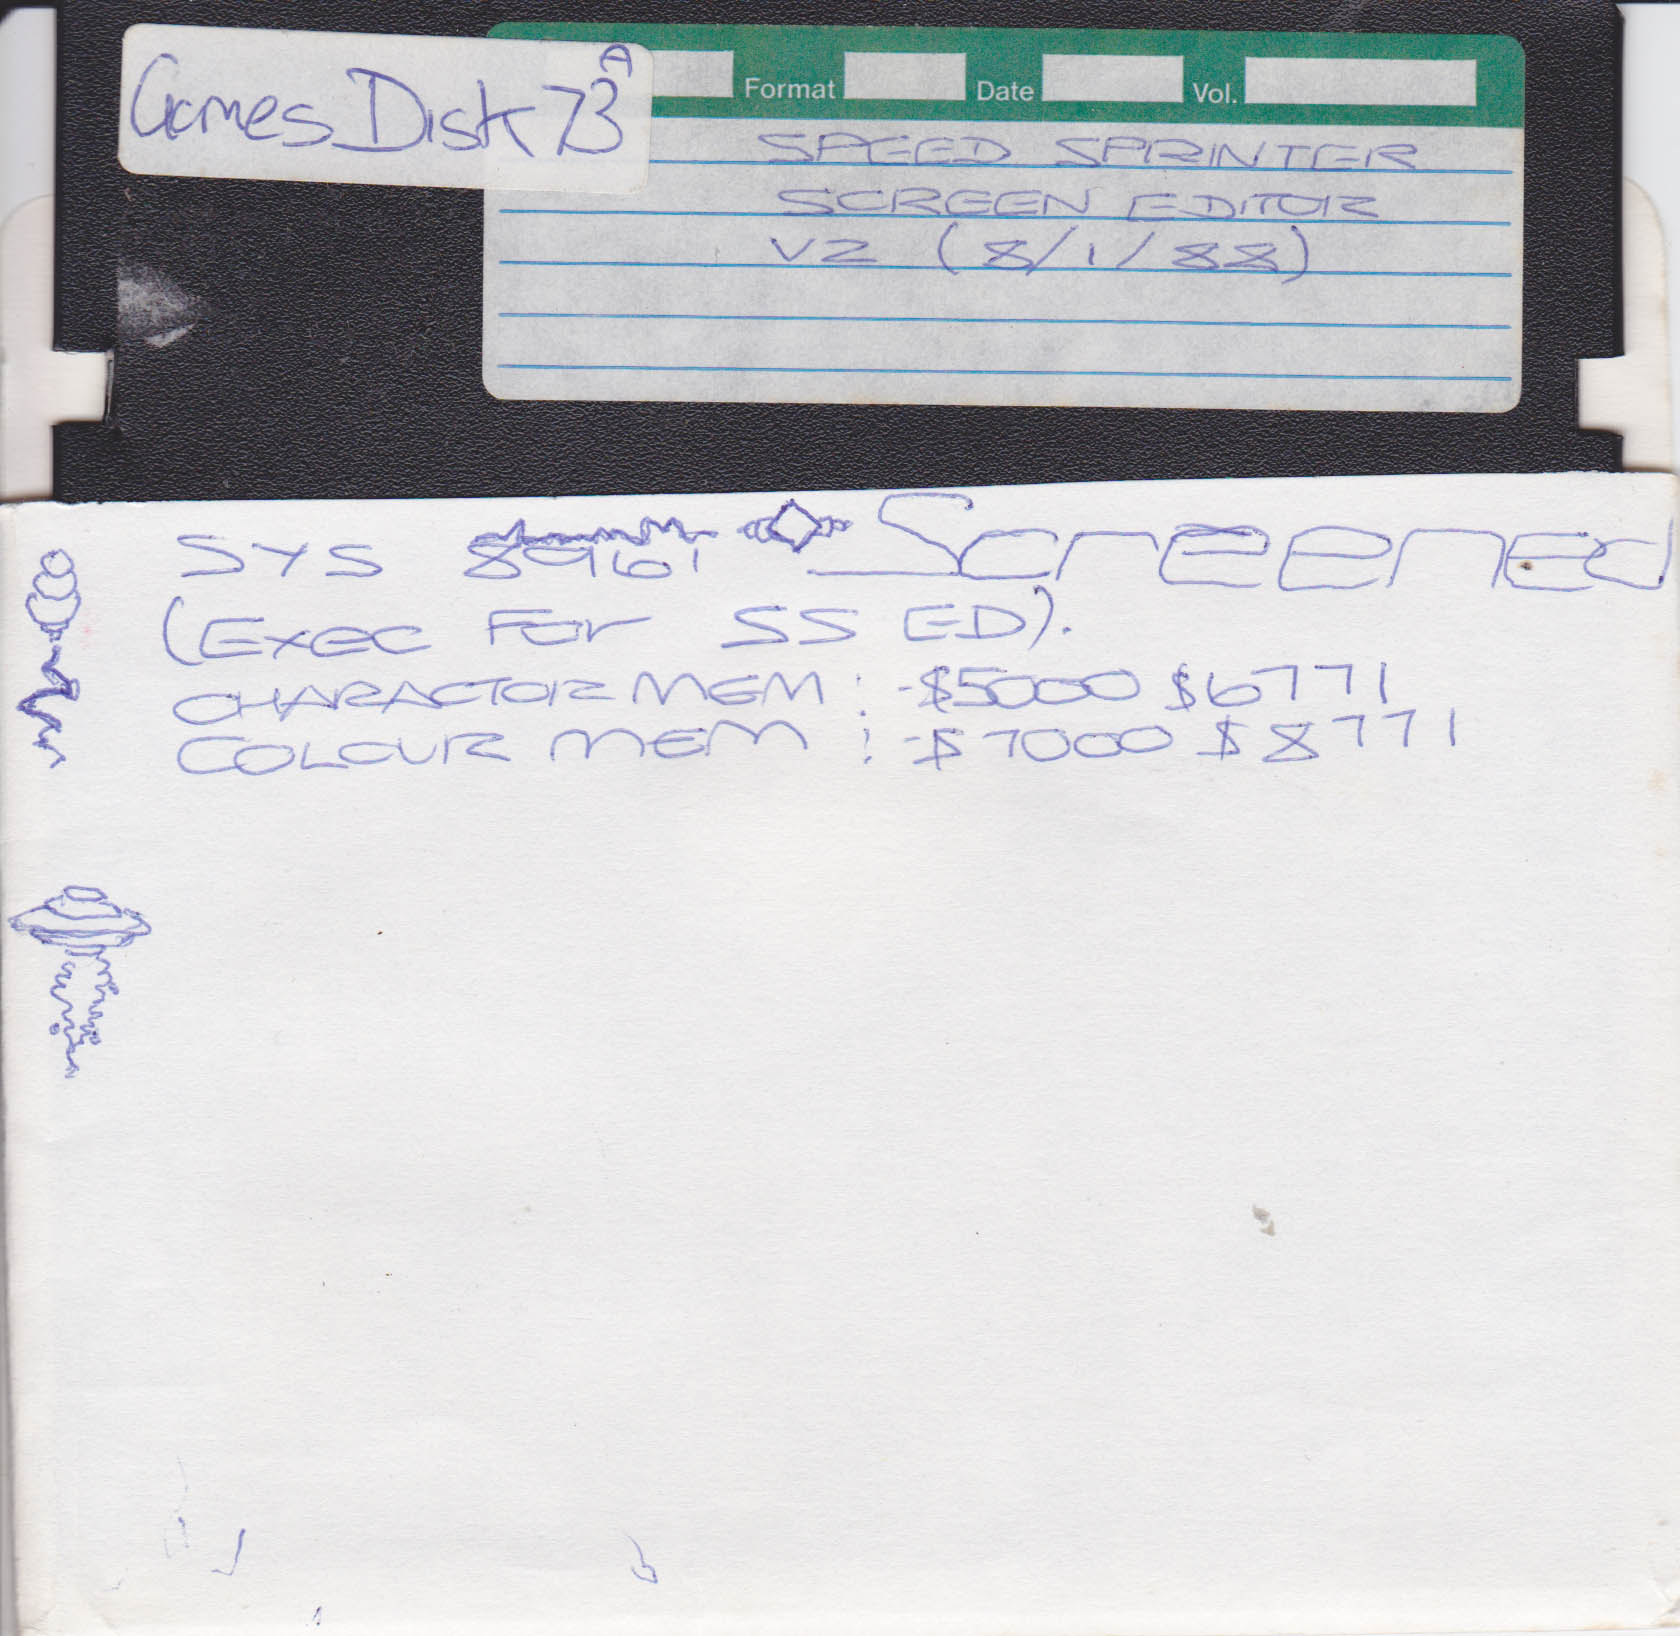 Games Disk 73A
Format Date Vol.
SPEED SPRINTER
SCREEN EDITOR
V2 (8/1/88)
SYS 8961 Screened
(Exec For SS ED).
CHARACTOR MEM : -$5000 $6771
COLOUR MEM : -$7000 $8771